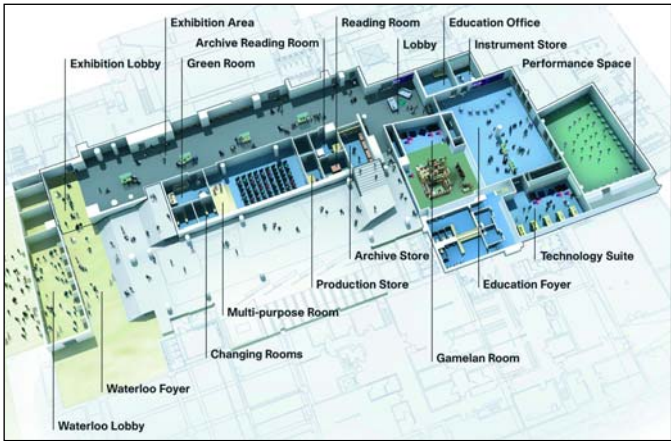 Exhibition Area
Reading Room
Education Office
Archive Reading Room
Lobby
Instrument Store
Exhibition Lobby
Green Room
Performance Space
Archive Store
Technology Suite
Production Store
Education Foyer
Multi-purpose Room
Changing Rooms
Gamelan Room
Waterloo Foyer
Waterloo Lobby